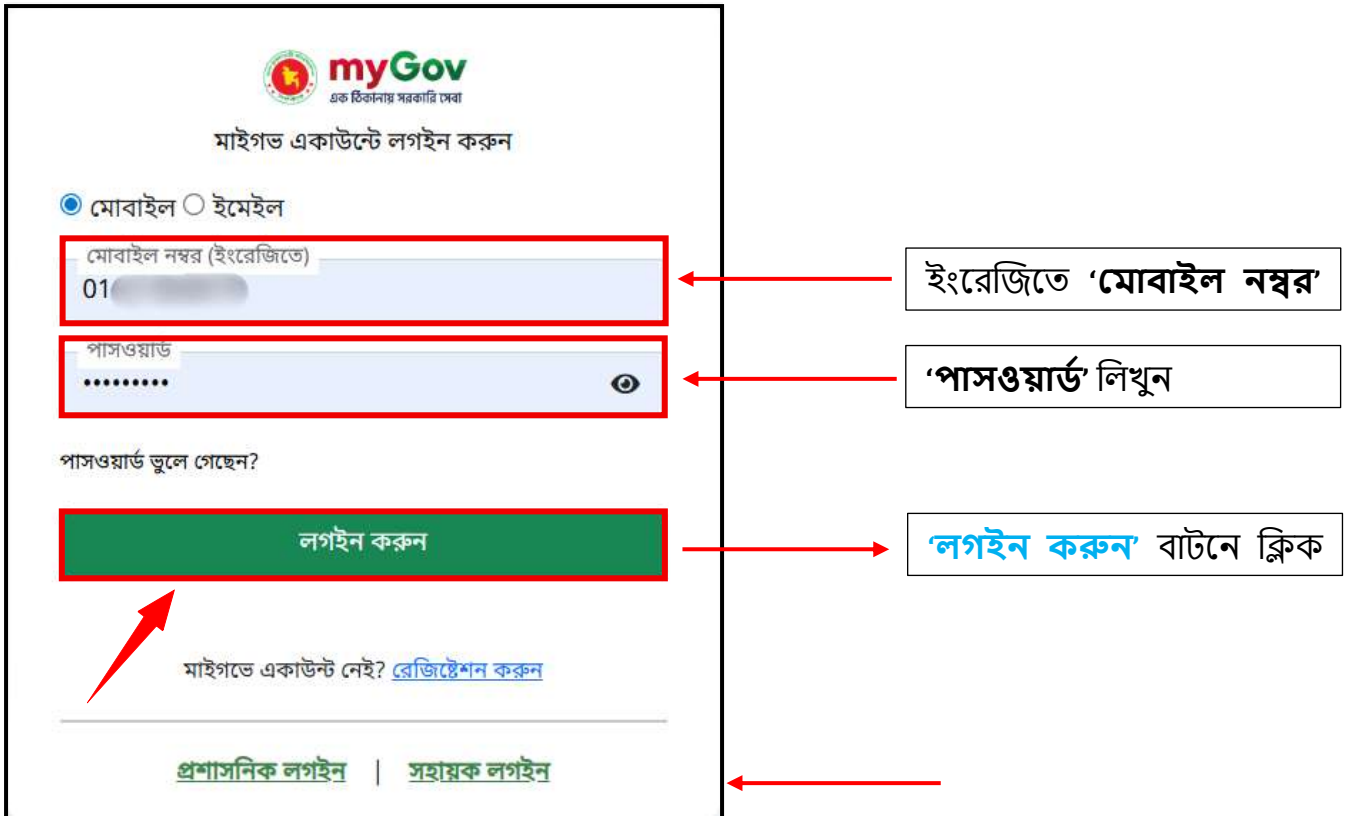 myGov
এক ঠিকানায় সরকারি সেবা
মাইগভ একাউন্টে লগইন করুন
মোবাইল ইমেইল
মোবাইল নম্বর (ইংরেজিতে)
01
ইংরেজিতে ‘মোবাইল নম্বর’
পাসওয়ার্ড
•••••••••
‘পাসওয়ার্ড’ লিখুন
পাসওয়ার্ড ভুলে গেছেন?
লগইন করুন
‘লগইন করুন’ বাটনে ক্লিক
মাইগভে একাউন্ট নেই? রেজিষ্টেশন করুন
প্রশাসনিক লগইন | সহায়ক লগইন